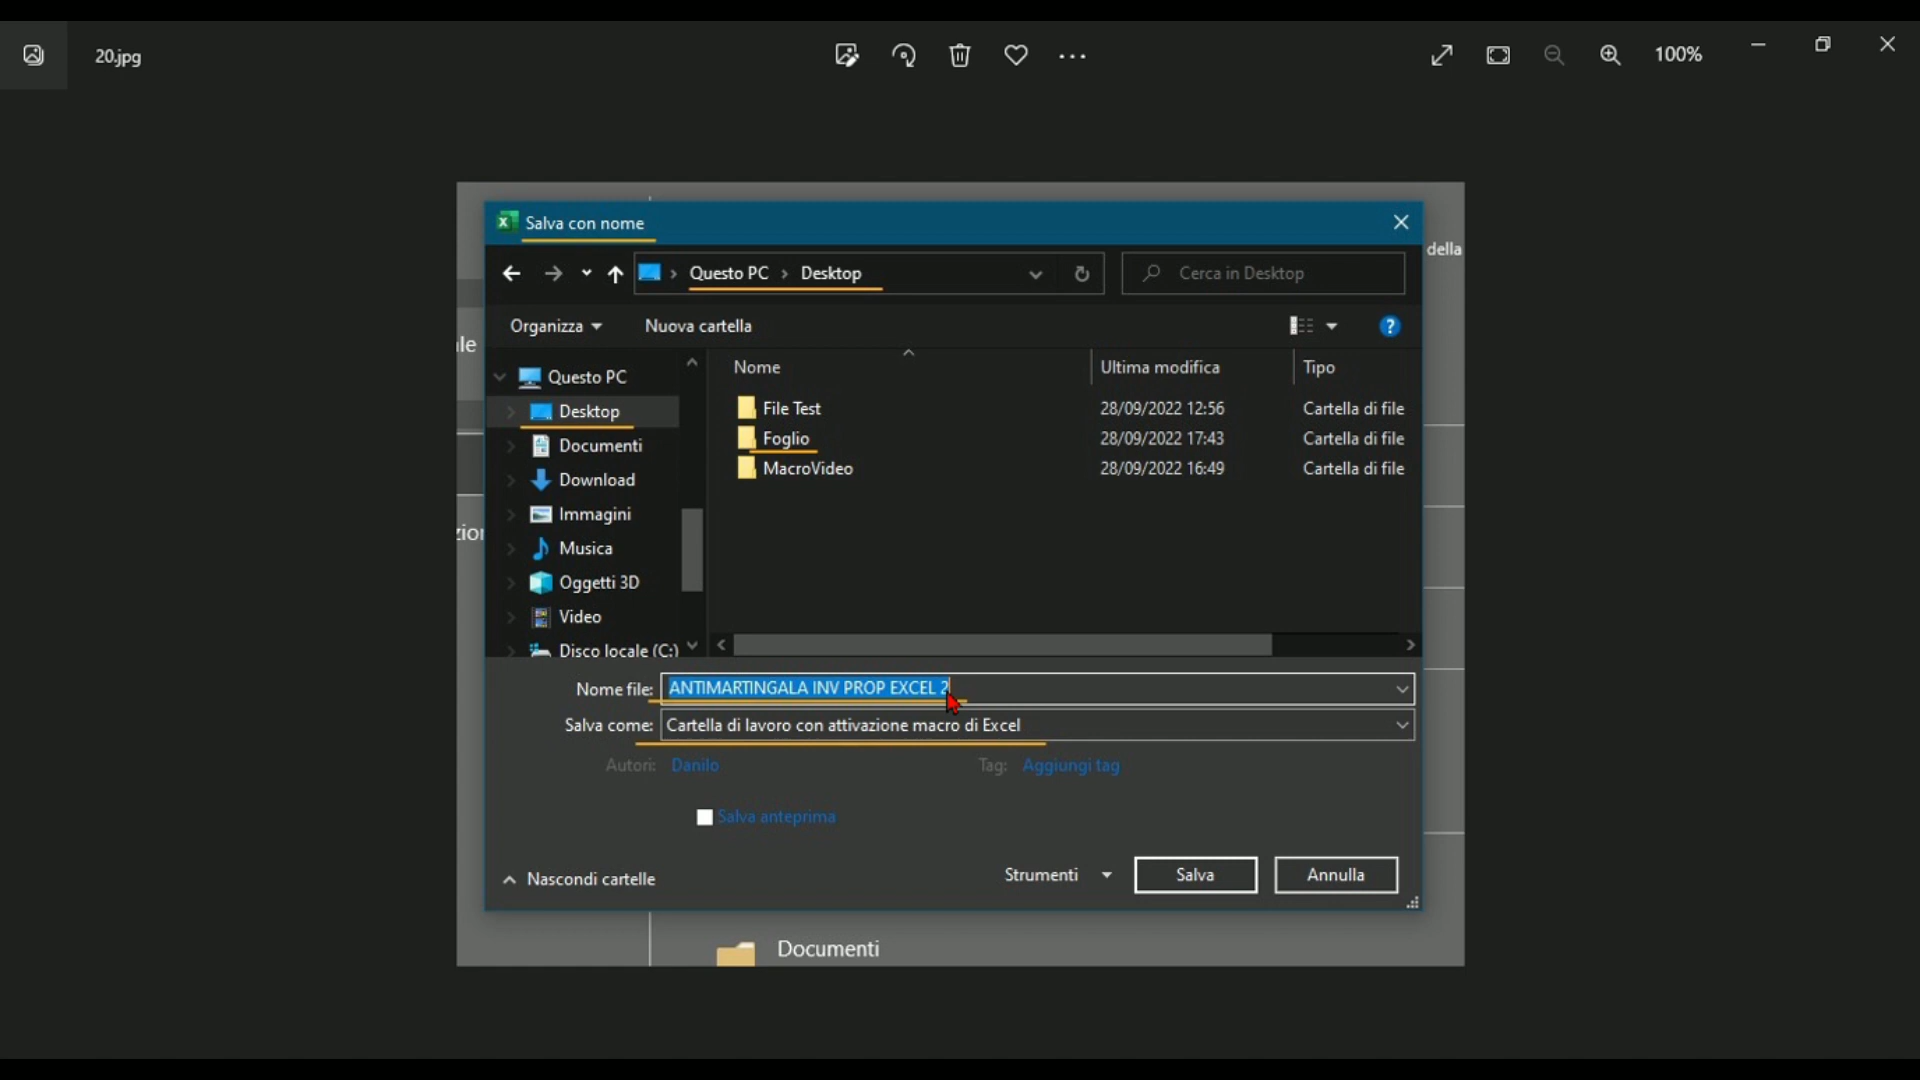 20.jpg
100%
Salva con nome
della
Questo PC > Desktop
Cerca in Desktop
Organizza
Nuova cartella
?
ale
Questo PC
Desktop
Documenti
Download
Immagini
Musica
Oggetti 3D
Video
Disco locale (C:)
Nome
Ultima modifica
Tipo
File Test
28/09/2022 12:56
Cartella di file
Foglio
28/09/2022 17:43
Cartella di file
MacroVideo
28/09/2022 16:49
Cartella di file
zior
Nome file:
ANTIMARTINGALA INV PROP EXCEL 2
Salva come:
Cartella di lavoro con attivazione macro di Excel
Autori:
Danilo
Tag:
Aggiungi tag
Salva anteprima
Nascondi cartelle
Strumenti
Salva
Annulla
Documenti